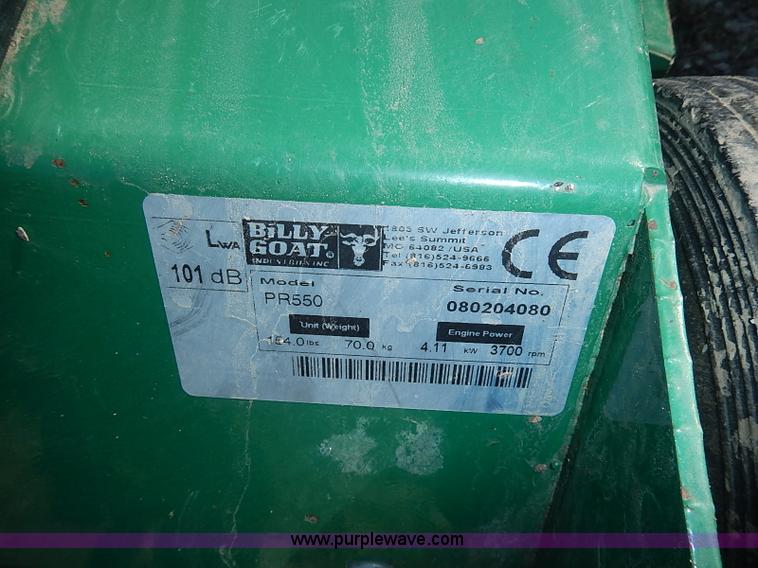 LWA
101 dB
BILLY GOAT®
INDUSTRIES INC
1803 SW Jefferson
Lee's Summit
MO 64082 /USA
Tel (816)524-9666
Fax (816)524-6983
CE
Model
PR550
Serial No.
080204080
Unit (Weight)
154.0 lbs 70.0 kg
Engine Power
4.11 kW 3700 rpm
www.purplewave.com